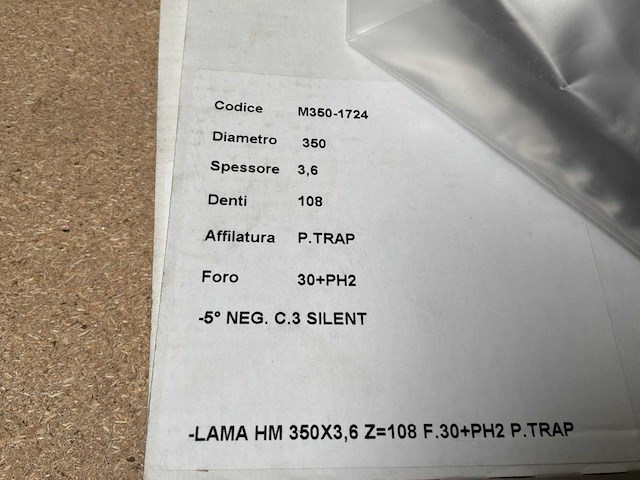 Codice M350-1724
Diametro 350
Spessore 3,6
Denti 108
Affilatura P.TRAP
Foro 30+PH2
-5° NEG. C.3 SILENT
-LAMA HM 350X3,6 Z=108 F.30+PH2 P.TRAP